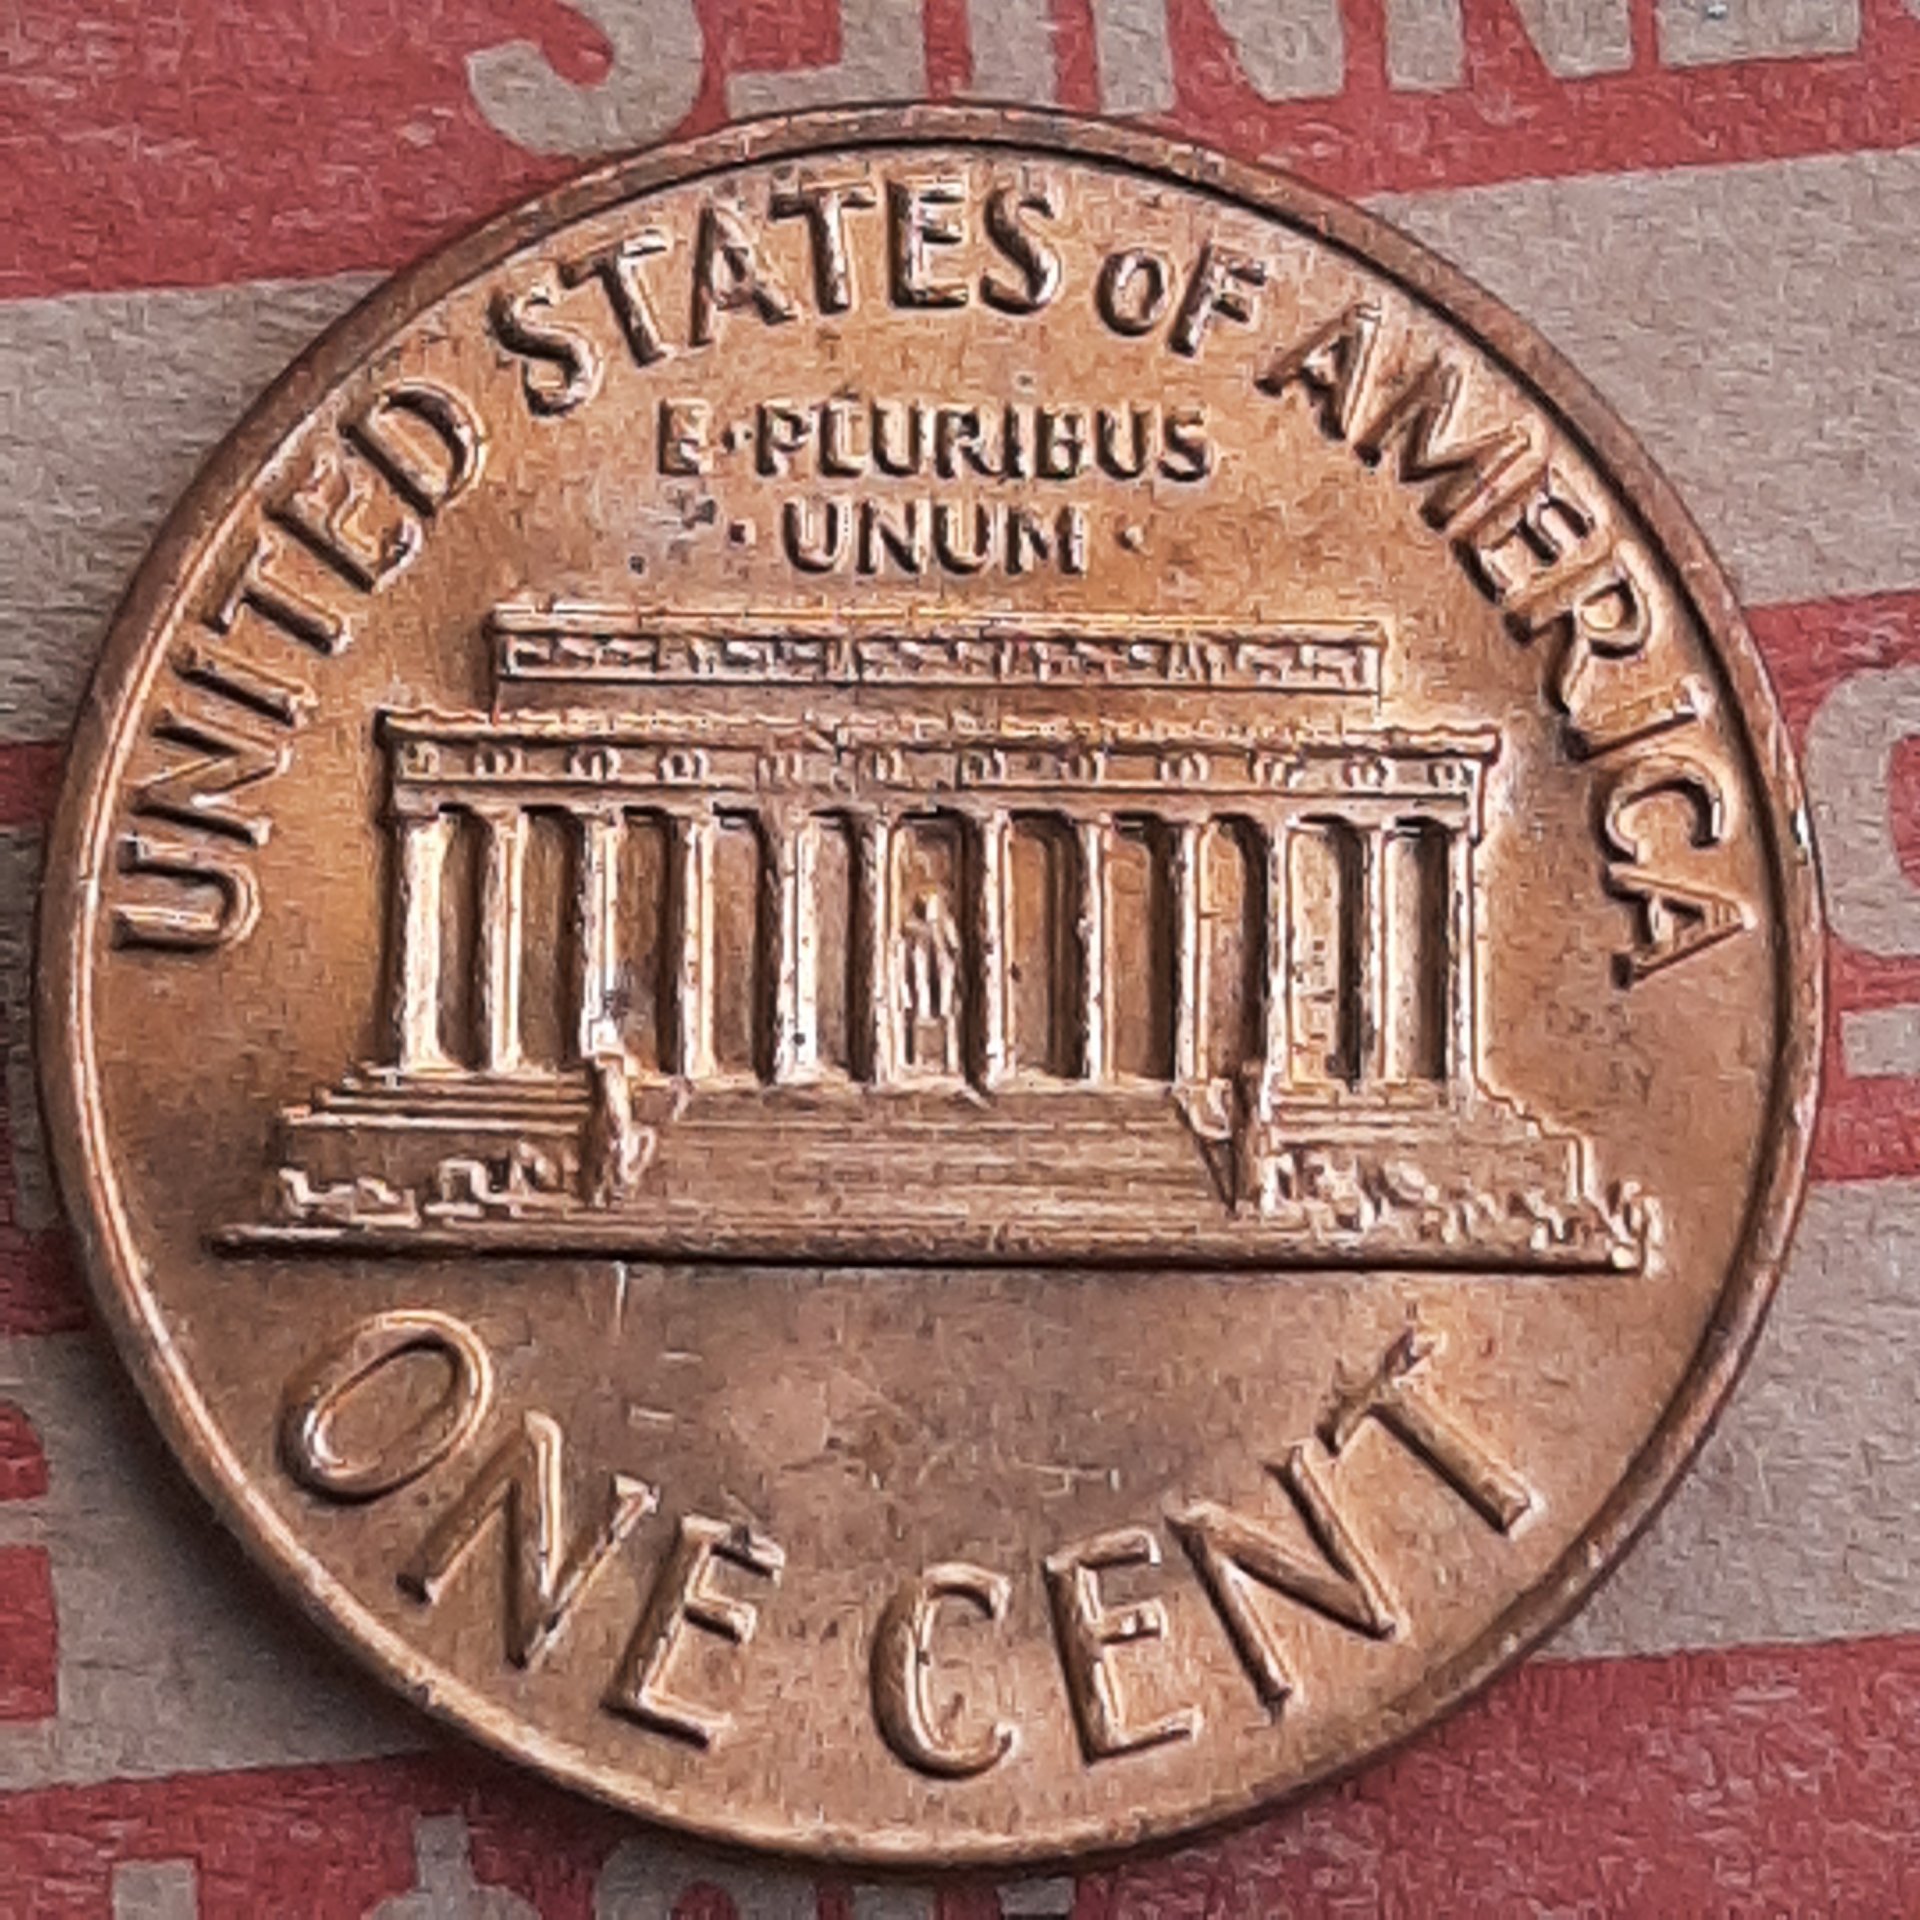 UNITED STATES OF AMERICA
E·PLURIBUS
·UNUM·
ONE CENT